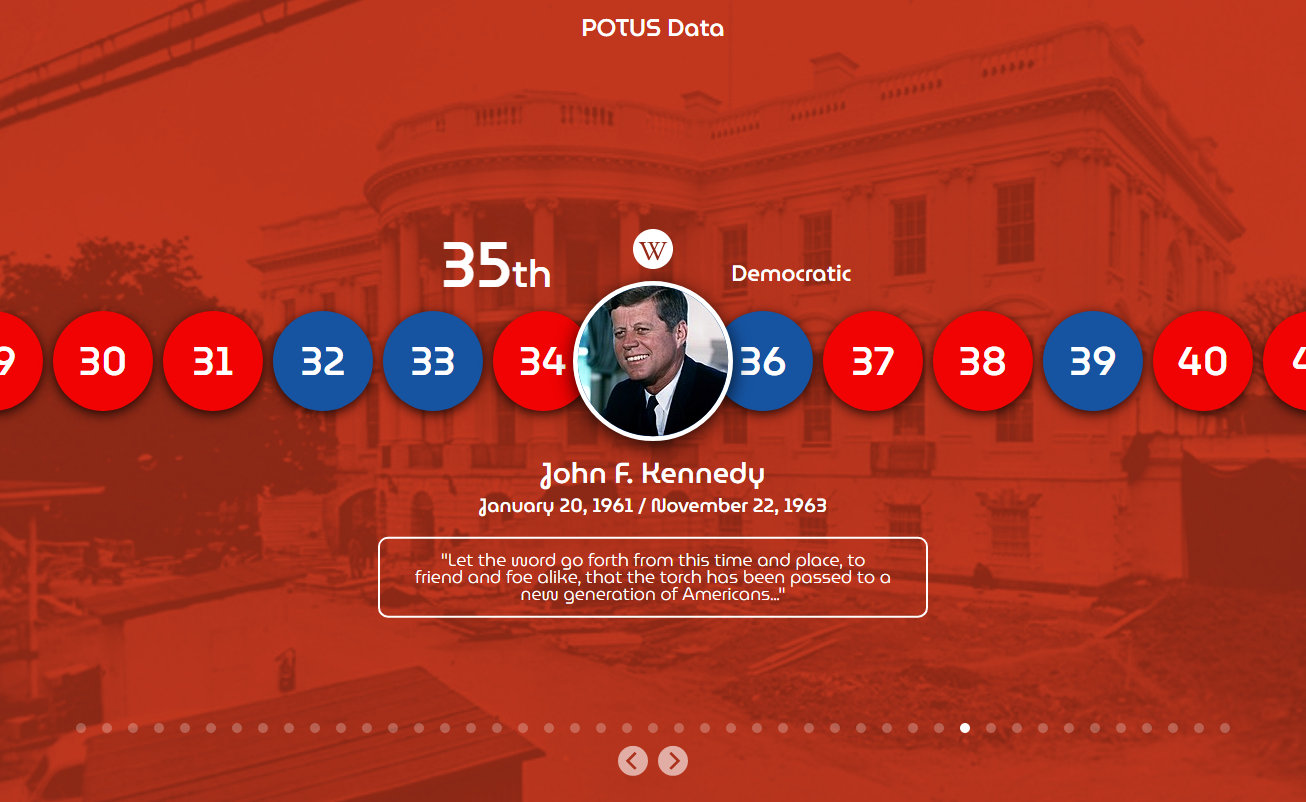 POTUS Data
35th
W
Democratic
9 30 31 32 33 34 36 37 38 39 40 4
John F. Kennedy
January 20, 1961 / November 22, 1963
"Let the word go forth from this time and place, to
friend and foe alike, that the torch has been passed to a
new generation of Americans..."